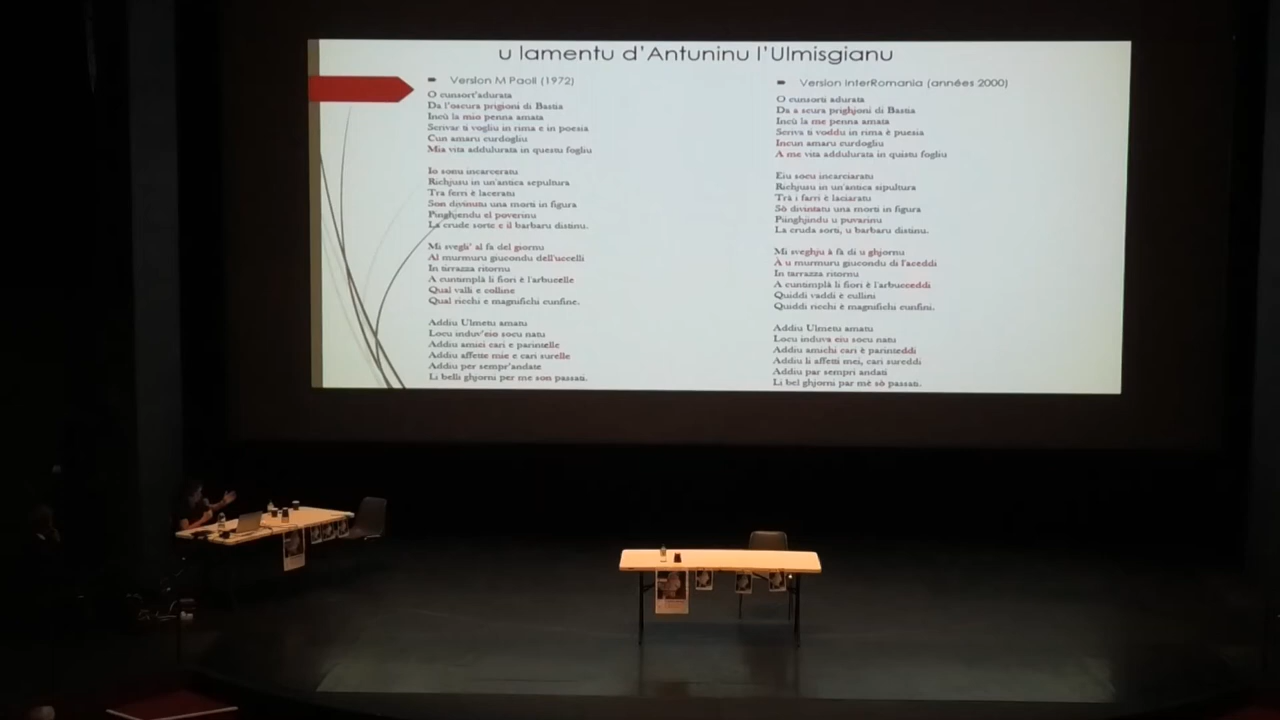 u lamentu d'Antuninu l'Ulmisgianu
Version M Paoli (1972)
O cunsort'adurata
Da l'oscura prigioni di Bastia
Incù la mio penna amata
Scrivar ti vogliu in rima e in poesia
Cun amaru curdogliu
Mia vita addulurata in questu fogliu
Io sonu incarceratu
Richjusu in un'antica sepultura
Tra ferri è laceratu
Son divinutu una morti in figura
Pinghjendu el poverinu
La crude sorte e il barbaru distinu.
Mi svegli' al fa del giornu
Al murmuru giucondu dell'uccelli
In tirrazza ritornu
A cuntimplà li fiori è l'arbucelle
Qual valli e colline
Qual ricchi e magnifichi cunfine.
Addiu Ulmetu amatu
Locu induv'eio socu natu
Addiu amici cari e parintelle
Addiu affette mie e cari surelle
Addiu per sempr'andate
Li belli ghjorni per me son passati.
Version InterRomania (années 2000)
O cunsorti adurata
Da a scura prighjoni di Bastia
Incù la me penna amata
Scriva ti voddu in rima è puesia
Incun amaru curdogliu
A me vita addulurata in quistu fogliu
Eiu socu incarciaratu
Richjusu in un'antica sipultura
Trà i farri è laciaratu
Sò divintatu una morti in figura
Piinghjindu u puvarinu
La cruda sorti, u barbaru distinu.
Mi sveghju à fà di u ghjornu
À u murmuru giucondu di l'aceddi
In tarrazza ritornu
A cuntimplà li fiori è l'arbucceddi
Quiddi vaddi è cullini
Quiddi ricchi è magnifichi cunfini.
Addiu Ulmetu amatu
Locu induva eiu socu natu
Addiu amichi cari è parinteddi
Addiu li affetti mei, cari sureddi
Addiu par sempri andati
Li bel ghjorni par mè sò passati.